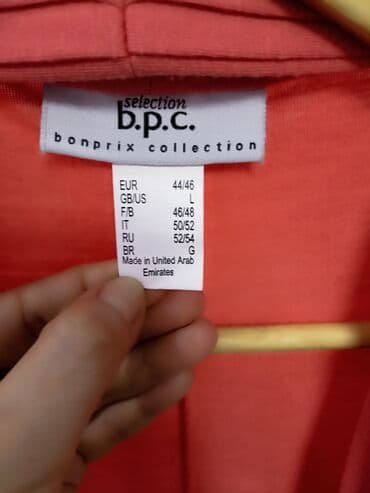 selection
b.p.c.
bonprix collection
EUR 44/46
GB/US L
F/B 46/48
IT 50/52
RU 52/54
BR G
Made in United Arab
Emirates